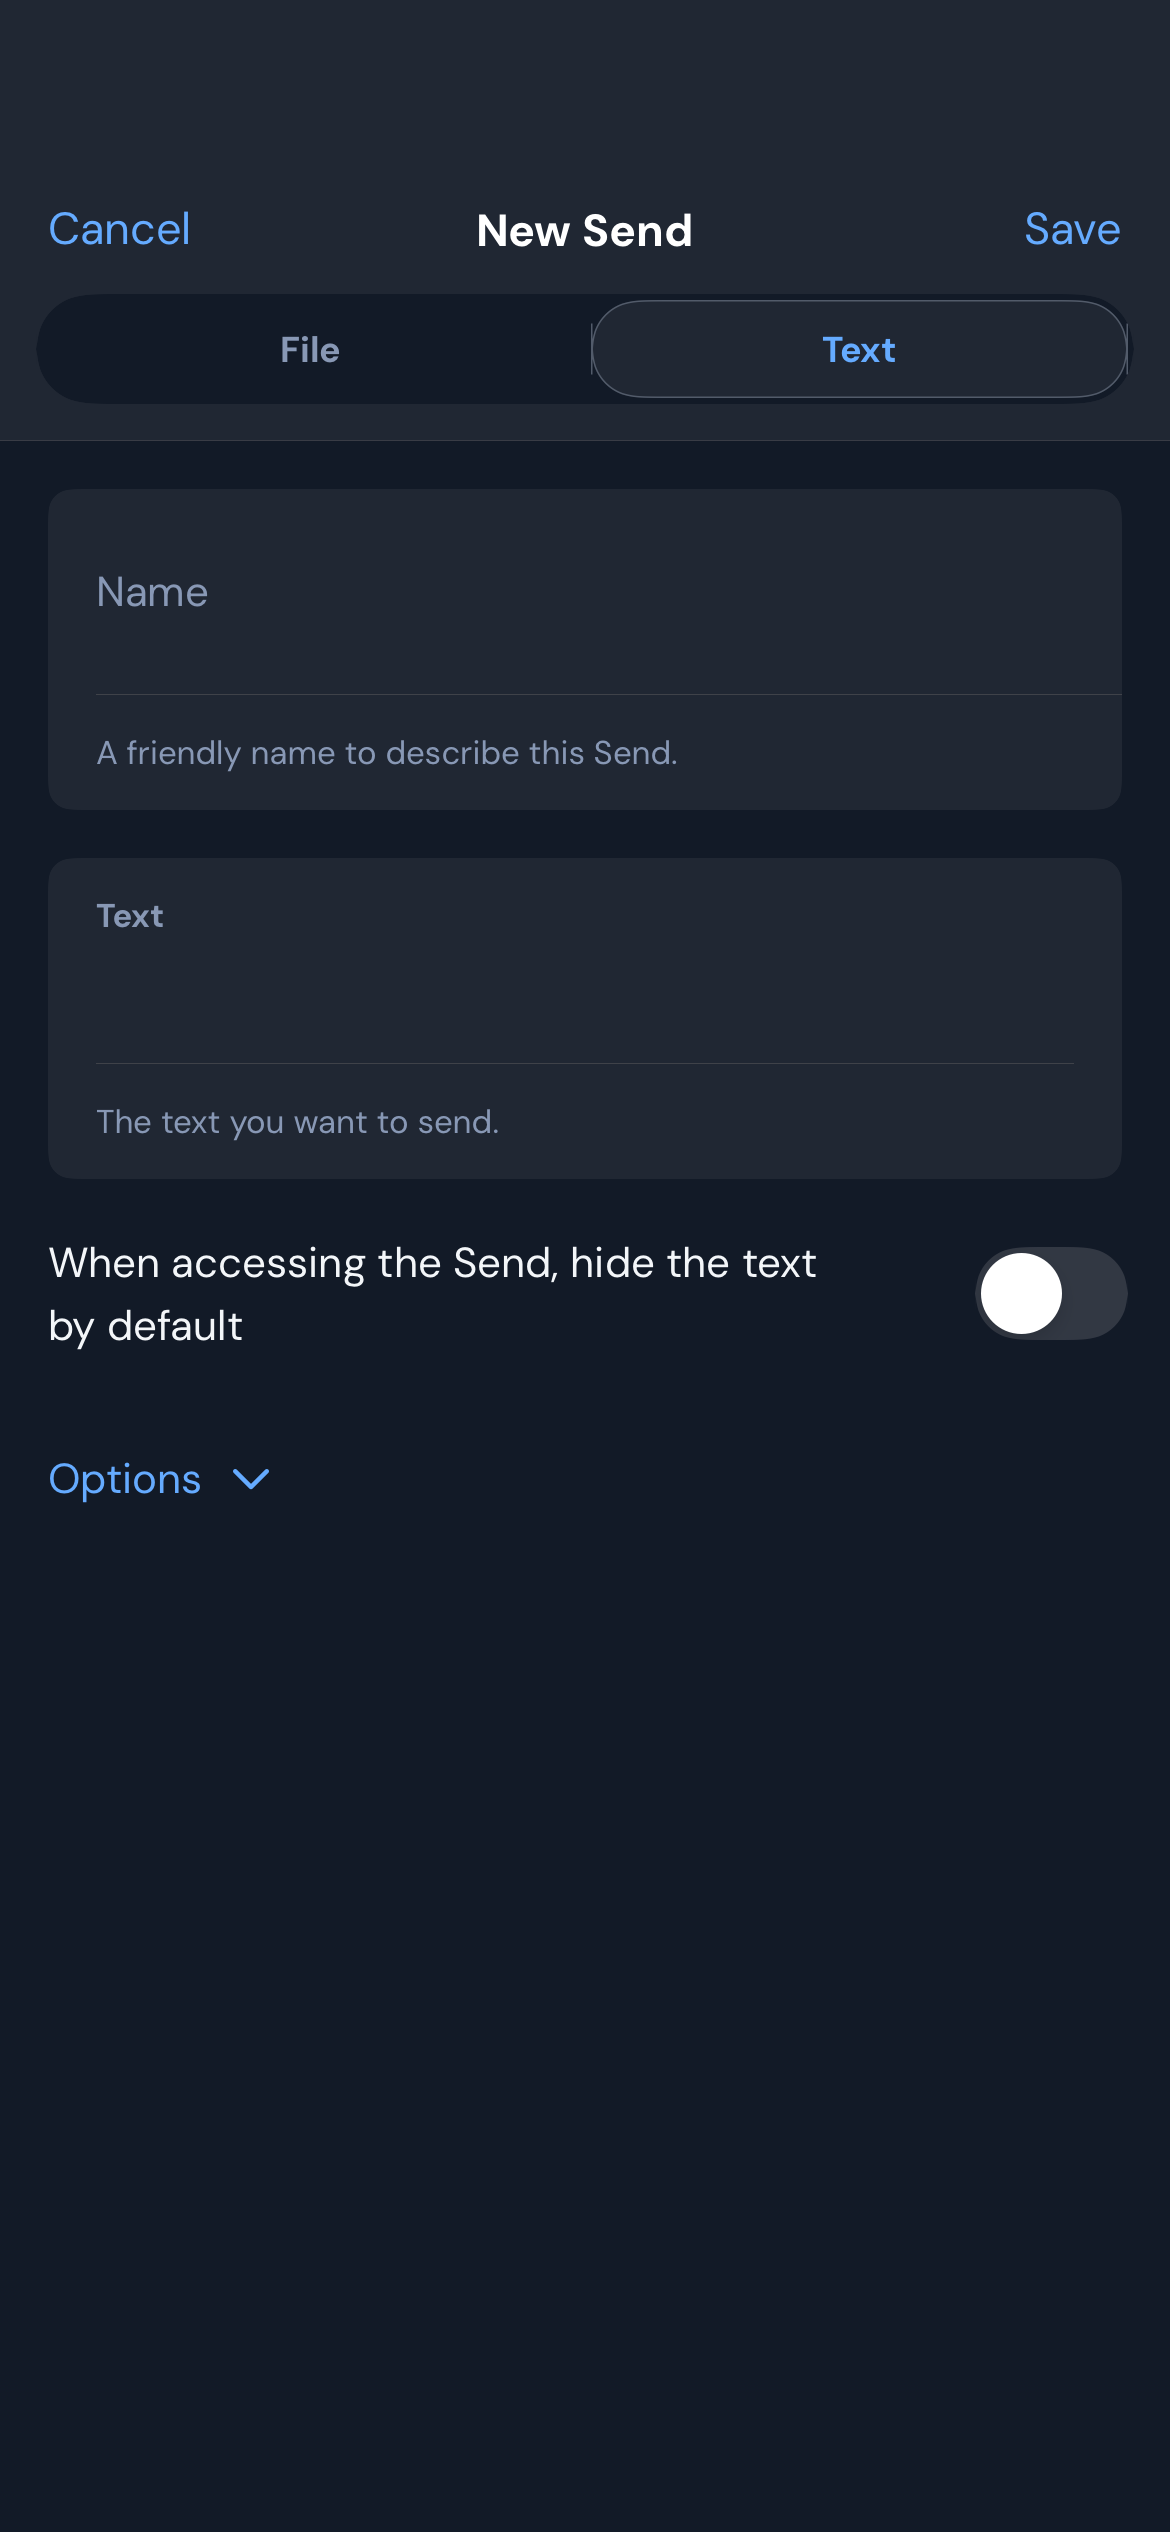 Cancel
New Send
Save
File
Text
Name
A friendly name to describe this Send.
Text
The text you want to send.
When accessing the Send, hide the text
by default
Options